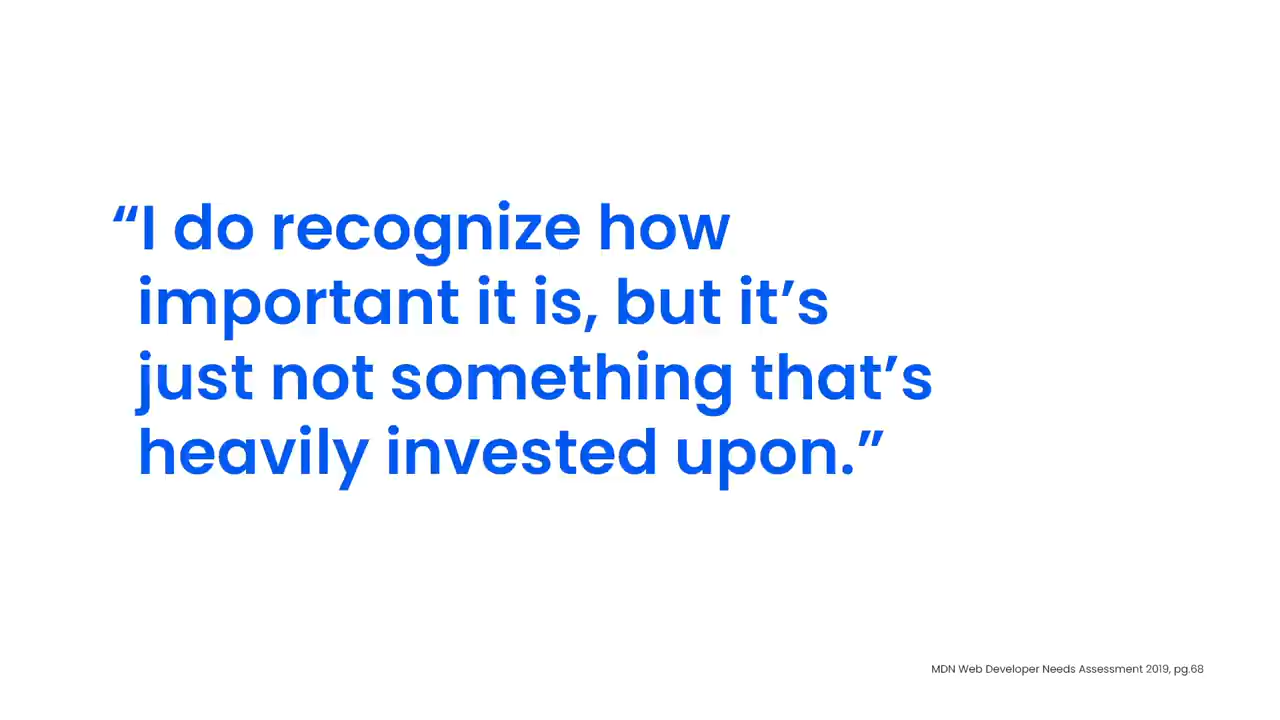 “I do recognize how
important it is, but it’s
just not something that’s
heavily invested upon.”
MDN Web Developer Needs Assessment 2019, pg.68